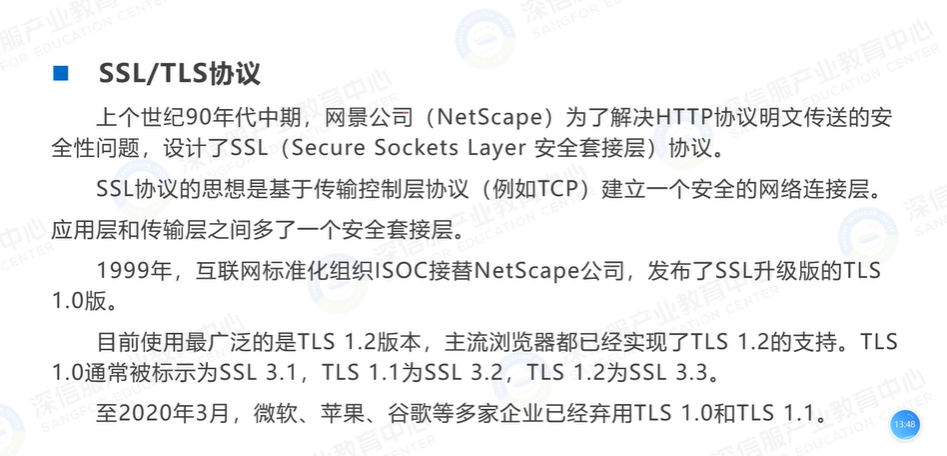 SSL/TLS协议
上个世纪90年代中期，网景公司（NetScape）为了解决HTTP协议明文传送的安
全性问题，设计了SSL（Secure Sockets Layer 安全套接层）协议。
SSL协议的思想是基于传输控制层协议（例如TCP）建立一个安全的网络连接层。
应用层和传输层之间多了一个安全套接层。
1999年，互联网标准化组织ISOC接替NetScape公司，发布了SSL升级版的TLS
1.0版。
目前使用最广泛的是TLS 1.2版本，主流浏览器都已经实现了TLS 1.2的支持。TLS
1.0通常被标示为SSL 3.1，TLS 1.1为SSL 3.2，TLS 1.2为SSL 3.3。
至2020年3月，微软、苹果、谷歌等多家企业已经弃用TLS 1.0和TLS 1.1。
13:48
深信服产业教育中心
SANGFOR EDUCATION CENTER